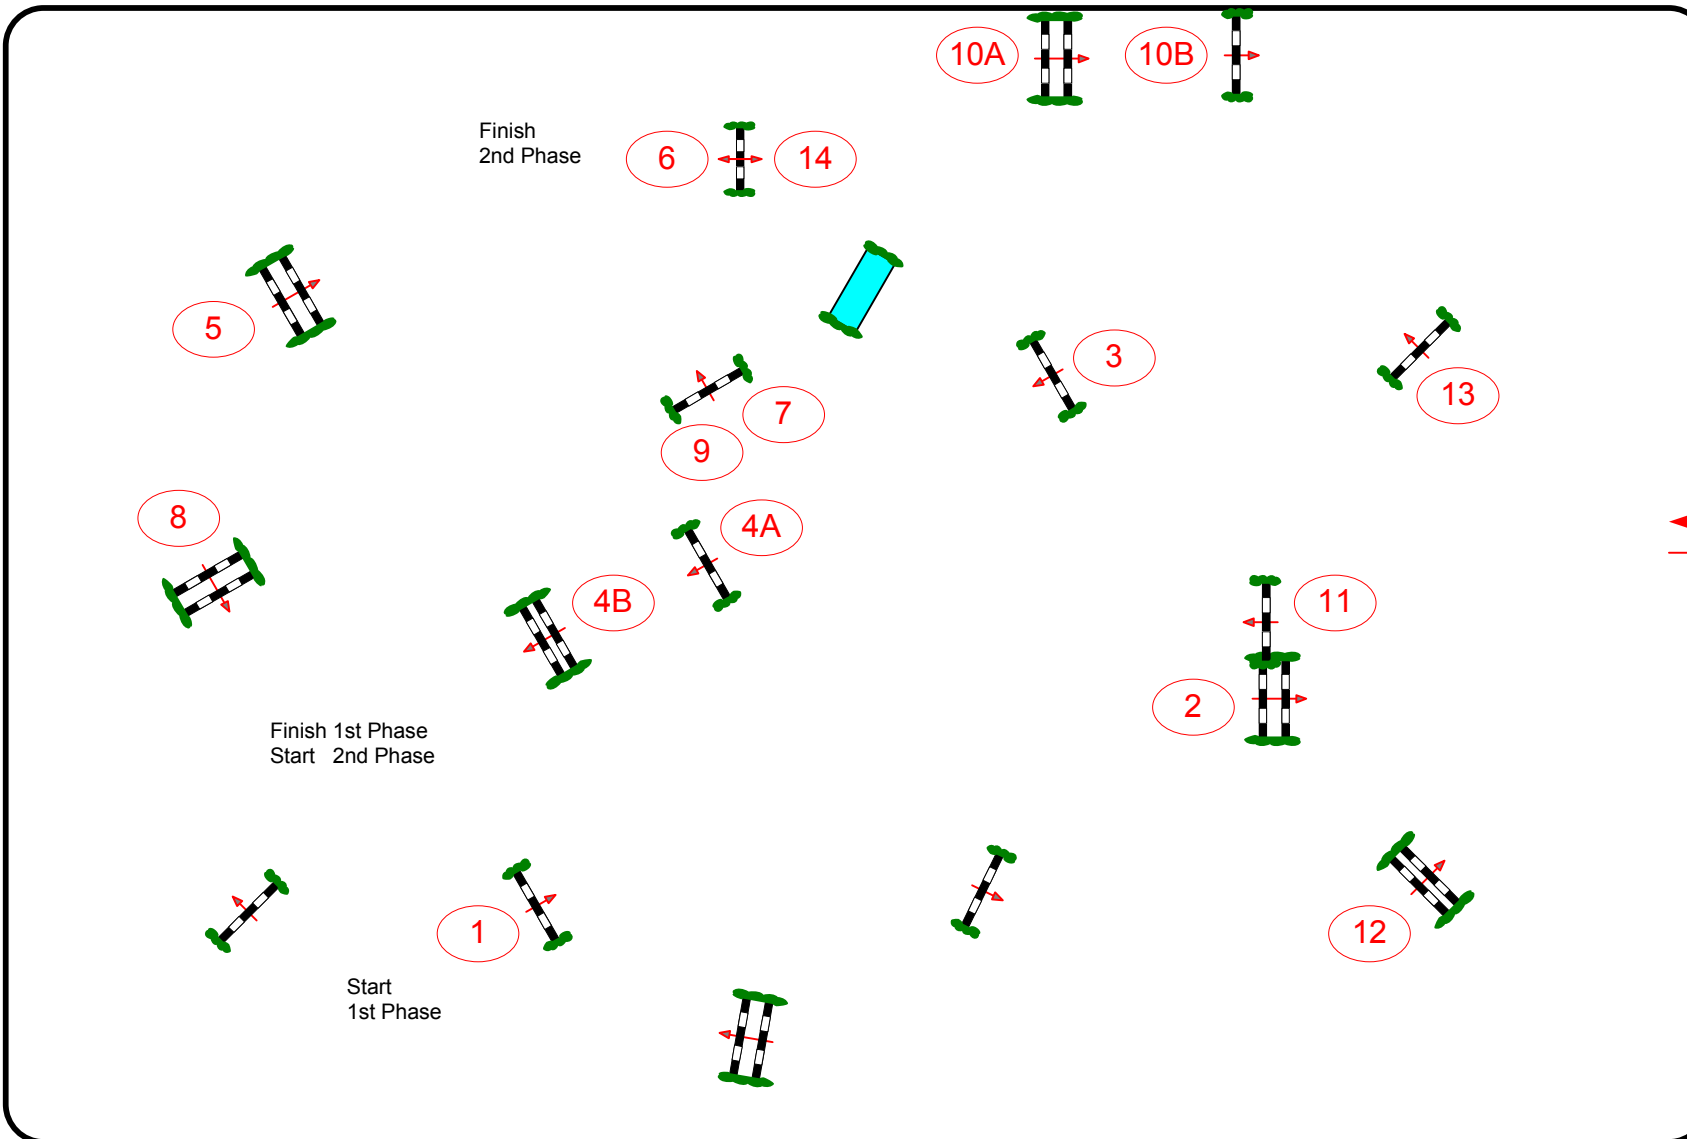 10A
10B
Finish
2nd Phase
6
14
5
3
13
7
9
8
4A
4B
11
2
Finish 1st Phase
Start 2nd Phase
1
12
Start
1st Phase